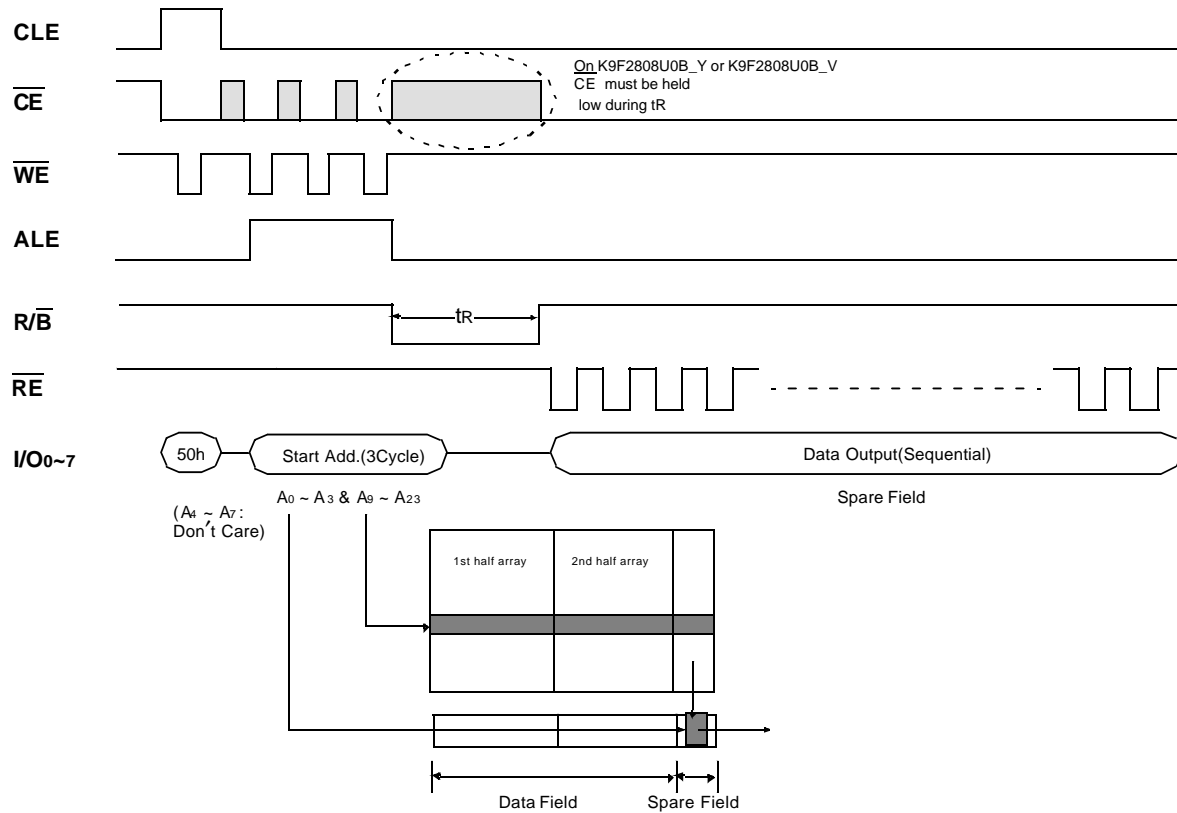 CLE
On K9F2808U0B_Y or K9F2808U0B_V
CE must be held
low during tR
CE
WE
ALE
R/B
tR
RE
I/O0~7
50h
Start Add.(3Cycle)
Data Output(Sequential)
A0 ~ A3 & A9 ~ A23
Spare Field
(A4 ~ A7:
Don't Care)
1st half array
2nd half array
Data Field
Spare Field